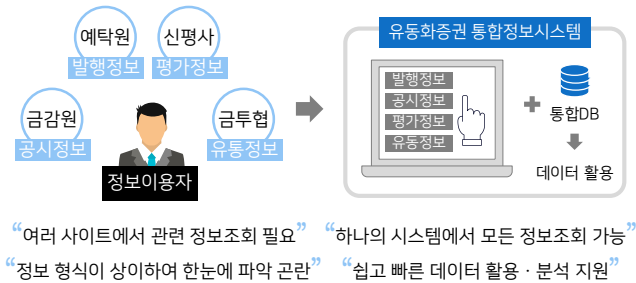 예탁원
발행정보
신평사
평가정보
금감원
공시정보
금투협
유통정보
정보이용자
유동화증권 통합정보시스템
발행정보
공시정보
평가정보
유동정보
통합DB
데이터 활용
“여러 사이트에서 관련 정보조회 필요”
“정보 형식이 상이하여 한눈에 파악 곤란”
“하나의 시스템에서 모든 정보조회 가능”
“쉽고 빠른 데이터 활용 · 분석 지원”